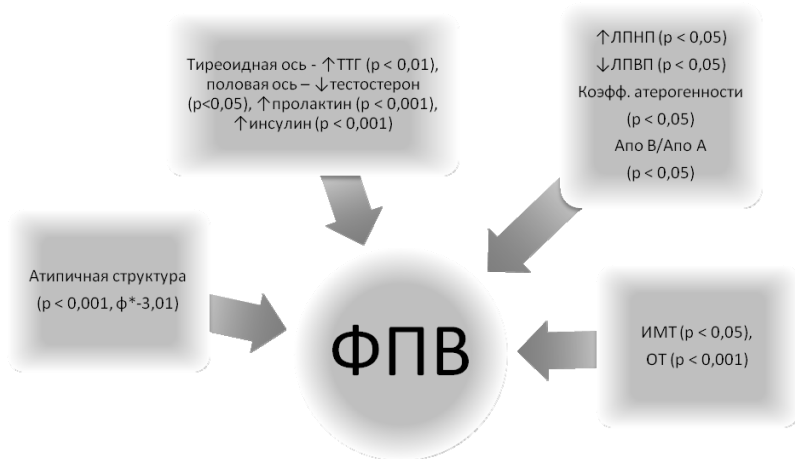 Тиреоидная ось - ↑ТТГ (p < 0,01),
половая ось – ↓тестостерон
(p<0,05), ↑пролактин (p < 0,001),
↑инсулин (p < 0,001)
↑ЛПНП (p < 0,05)
↓ЛПВП (p < 0,05)
Коэфф. атерогенности
(p < 0,05)
Апо В/Апо А
(p < 0,05)
Атипичная структура
(p < 0,001, ф*-3,01)
ФПВ
ИМТ (p < 0,05),
ОТ (p < 0,001)